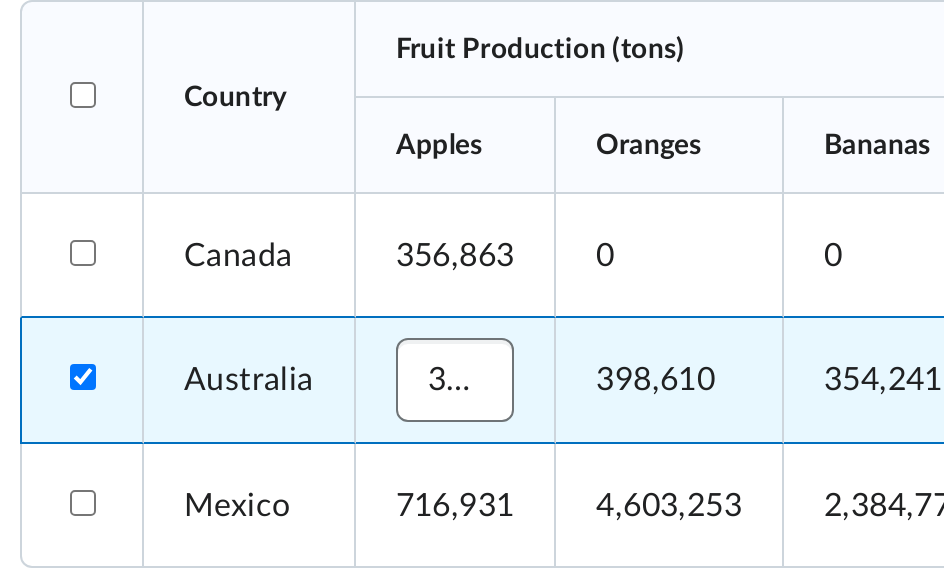 Fruit Production (tons)
Country
Apples Oranges Bananas
Canada 356,863 0 0
Australia 3... 398,610 354,241
Mexico 716,931 4,603,253